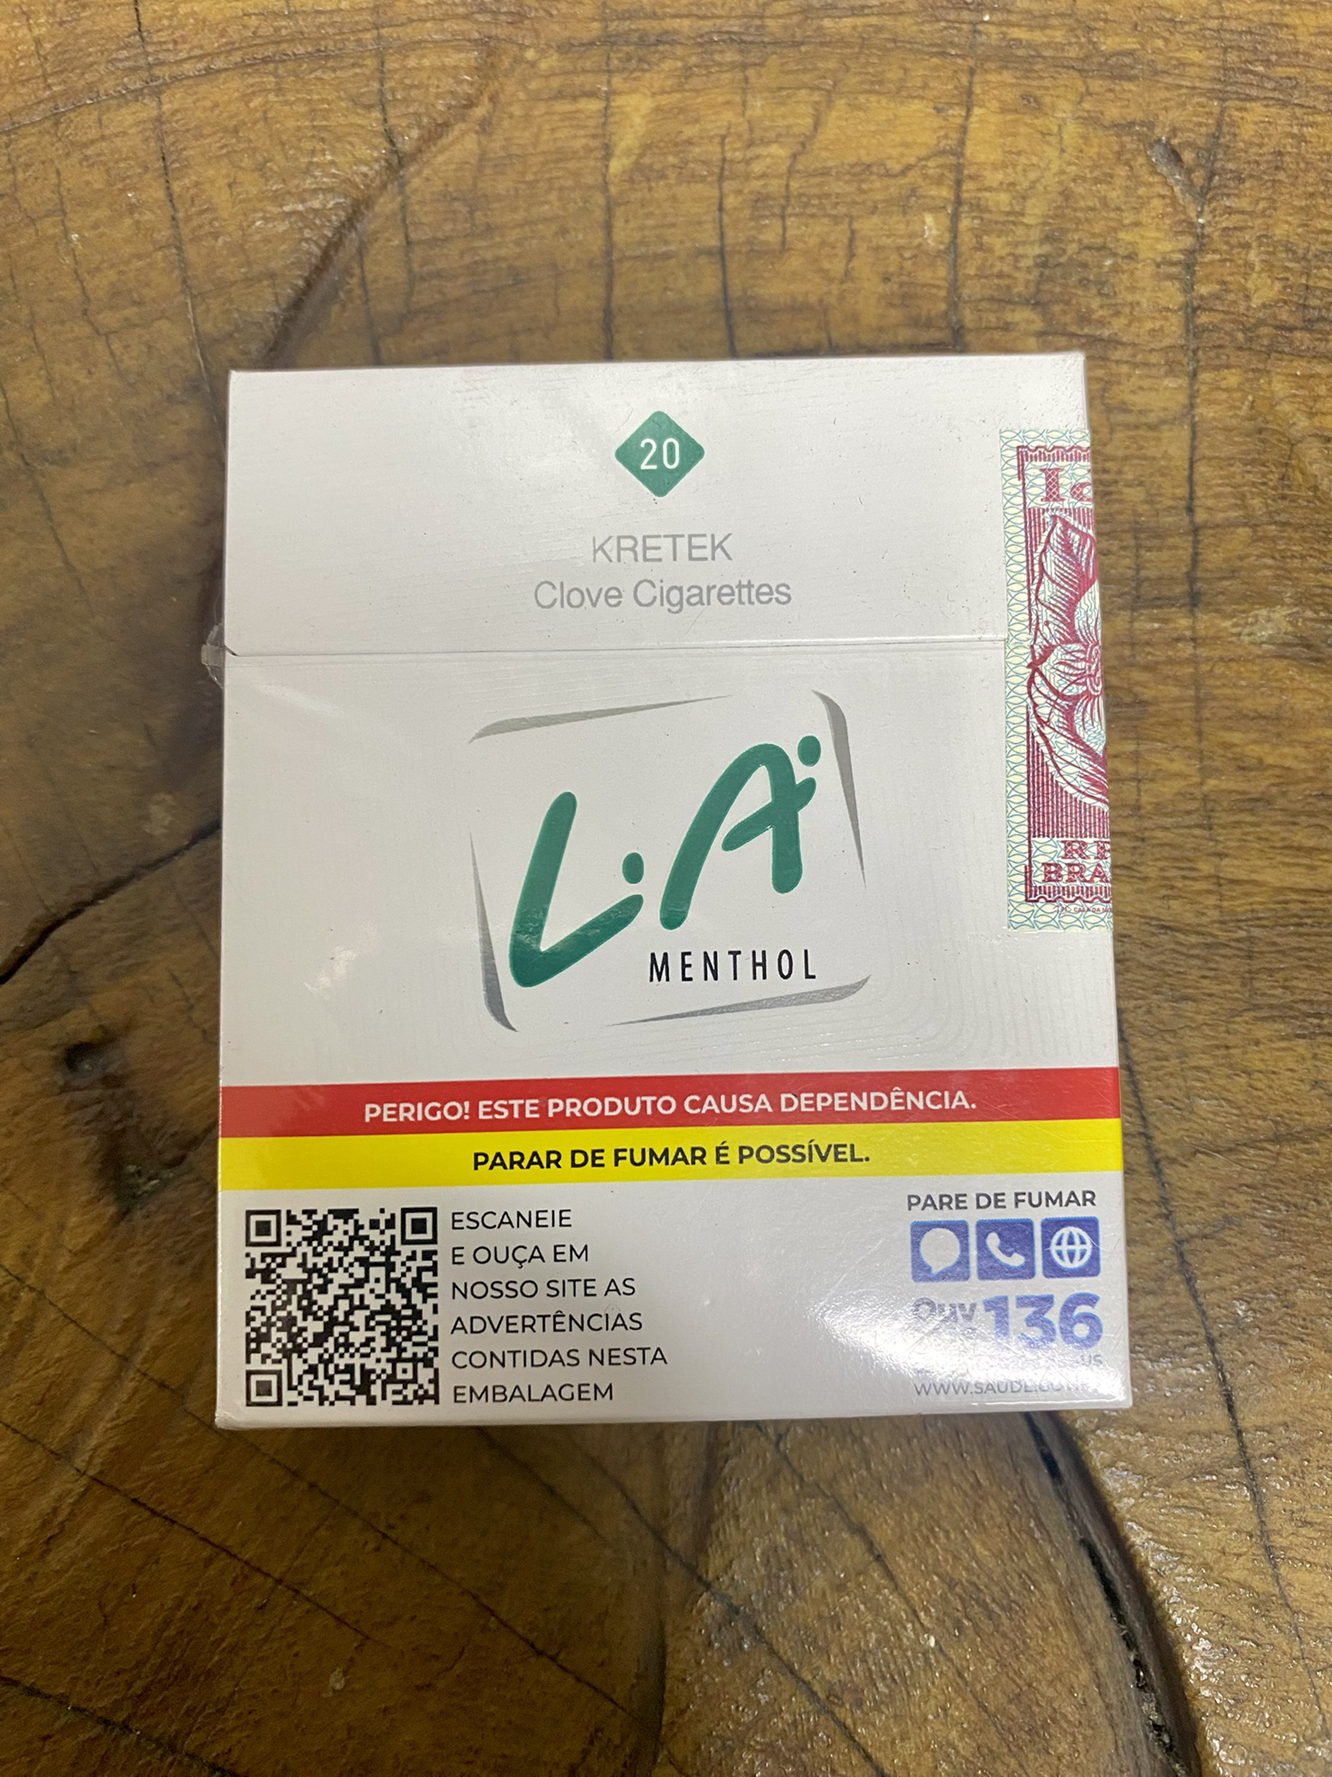 20
KRETEK
Clove Cigarettes
L.A.
MENTHOL
PERIGO! ESTE PRODUTO CAUSA DEPENDÊNCIA.
PARAR DE FUMAR É POSSÍVEL.
ESCANEIE
E OUÇA EM
NOSSO SITE AS
ADVERTÊNCIAS
CONTIDAS NESTA
EMBALAGEM
PARE DE FUMAR
136